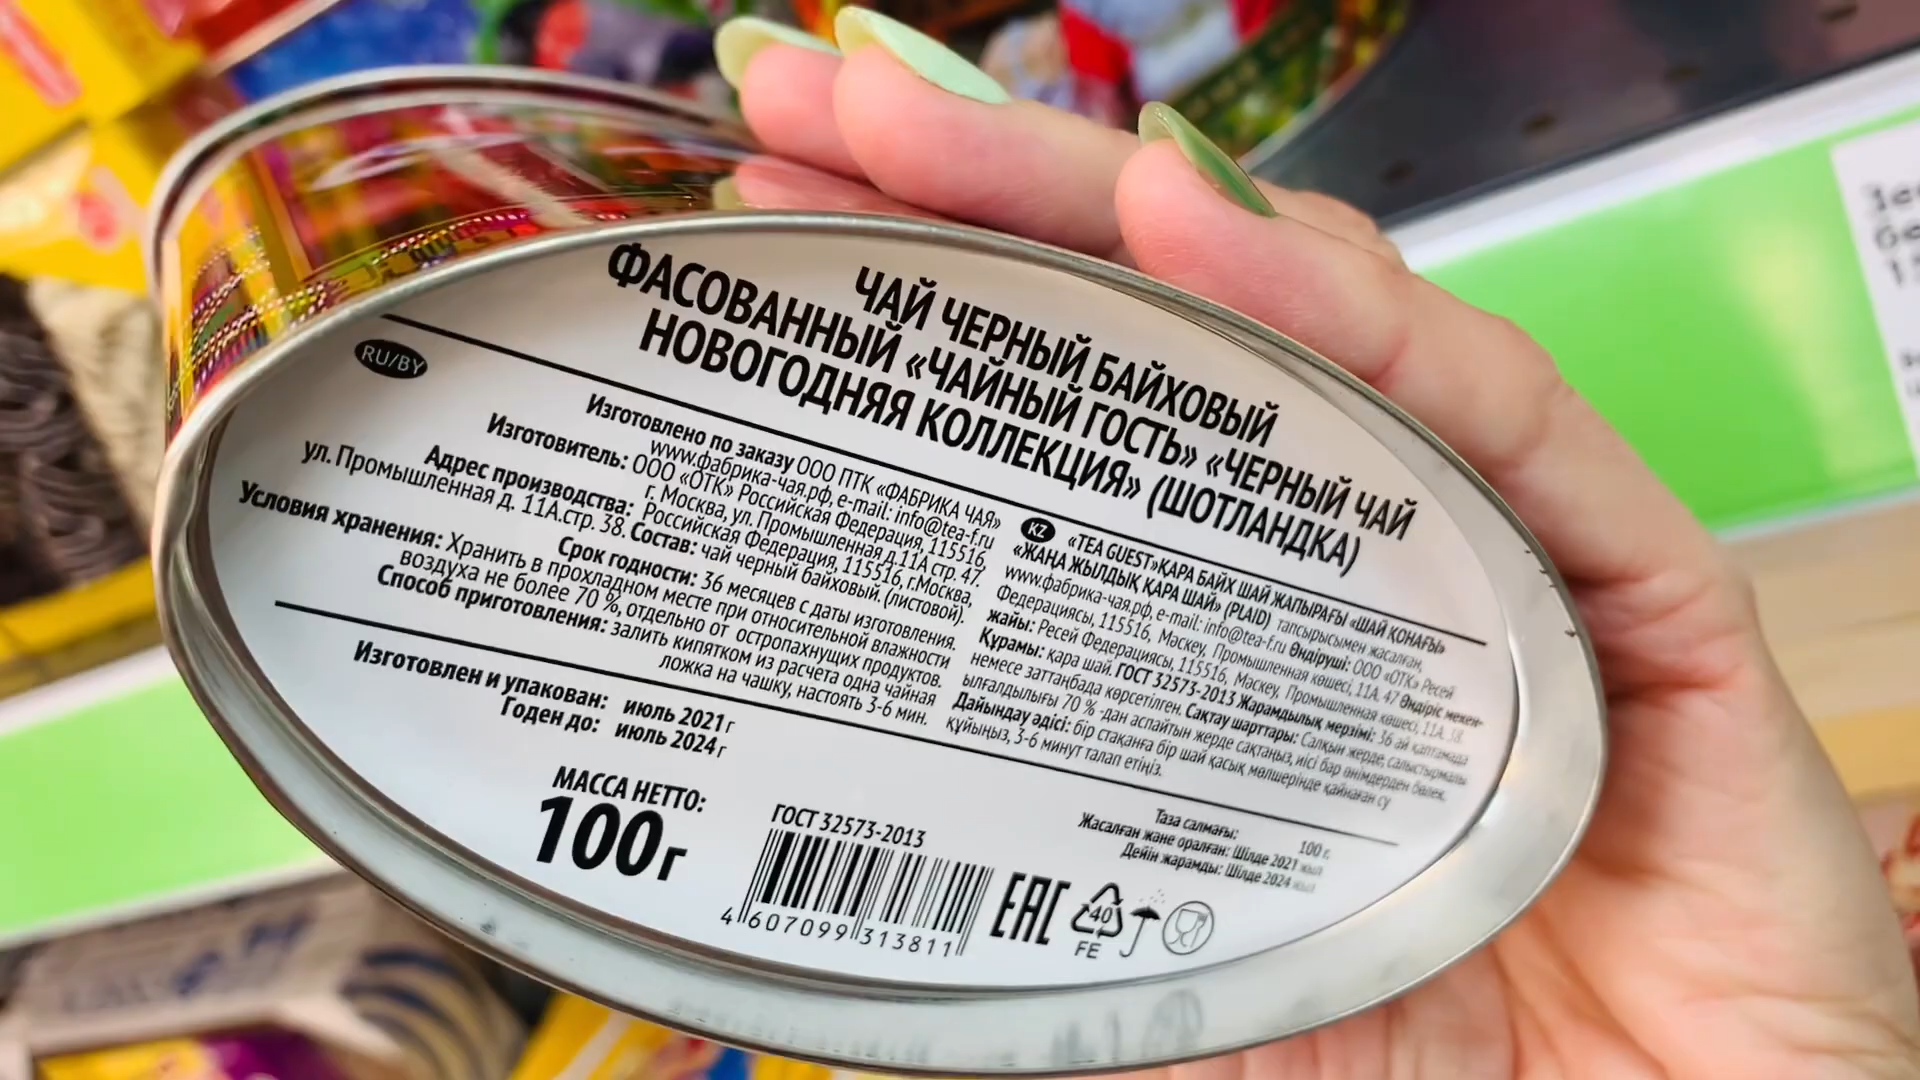 ЧАЙ ЧЕРНЫЙ БАЙХОВЫЙ
ФАСОВАННЫЙ «ЧАЙНЫЙ ГОСТЬ» «ЧЕРНЫЙ ЧАЙ
НОВОГОДНЯЯ КОЛЛЕКЦИЯ» (ШОТЛАНДКА)
RU/BY
Изготовлено по заказу ООО ПТК «ФАБРИКА ЧАЯ»
www.фабрика-чая.рф, e-mail: info@tea-f.ru
Изготовитель: ООО «ОТК» Российская Федерация, 115516,
г. Москва, ул. Промышленная д.11А стр. 47.
Адрес производства: Российская Федерация, 115516, г.Москва,
ул. Промышленная д. 11А.стр. 38. Состав: чай черный байховый. (листовой).
Срок годности: 36 месяцев с даты изготовления.
Условия хранения: Хранить в прохладном месте при относительной влажности
воздуха не более 70 %, отдельно от остропахнущих продуктов.
Способ приготовления: залить кипятком из расчета одна чайная
ложка на чашку, настоять 3-6 мин.
KZ
«TEA GUEST»ҚАРА БАЙХ ШАЙ ЖАПЫРАҒЫ «ШАЙ ҚОНАҒЫ»
«ЖАҢА ЖЫЛДЫҚ ҚАРА ШАЙ» (PLAID) тапсырысымен жасалған,
www.фабрика-чая.рф, e-mail: info@tea-f.ru Өндіруші: ООО «ОТК» Ресей
Федерациясы, 115516, Маскеу, Промышленная көшесі, 11А. 47 Өндіріс мекен-
жайы: Ресей Федерациясы, 115516, Маскеу, Промышленная көшесі, 11А. 38.
Құрамы: қара шай. ГОСТ 32573-2013 Жарамдылық мерзімі: 36 ай қаптамада
немесе заттаңбада көрсетілген. Сақтау шарттары: Салқын жерде, салыстырмалы
ылғалдылығы 70 % -дан аспайтын жерде сақтаңыз, иісі бар өнімдерден бөлек.
Дайындау әдісі: бір стақанға бір шай қасық мөлшерінде қайнаған су
құйыңыз, 3-6 минут талап етіңіз.
Изготовлен и упакован: июль 2021 г
Годен до: июль 2024 г
МАССА НЕТТО:
100 г
ГОСТ 32573-2013
4 607099 313811
EAC
40
FE
Таза салмағы: 100 г.
Жасалған жане оралған: Шілде 2021 жыл
Дейін жарамды: Шілде 2024 жыл